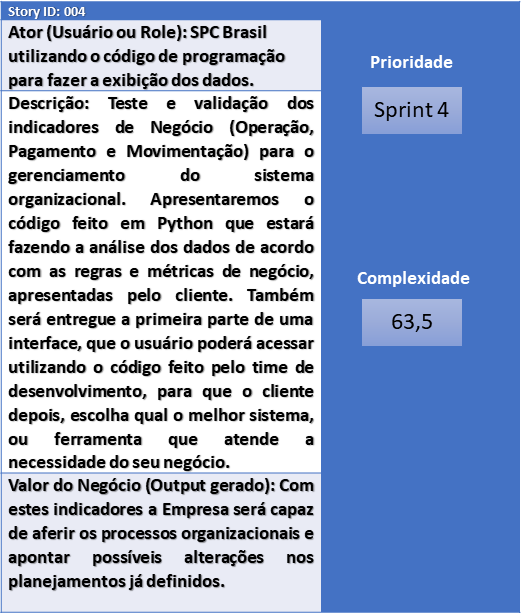 Story ID: 004
Ator (Usuário ou Role): SPC Brasil
utilizando o código de programação
para fazer a exibição dos dados.
Prioridade
Sprint 4
Descrição: Teste e validação dos
indicadores de Negócio (Operação,
Pagamento e Movimentação) para o
gerenciamento do sistema
organizacional. Apresentaremos o
código feito em Python que estará
fazendo a análise dos dados de acordo
com as regras e métricas de negócio,
apresentadas pelo cliente. Também
será entregue a primeira parte de uma
interface, que o usuário poderá acessar
utilizando o código feito pelo time de
desenvolvimento, para que o cliente
depois, escolha qual o melhor sistema,
ou ferramenta que atende a
necessidade do seu negócio.
Complexidade
63,5
Valor do Negócio (Output gerado): Com
estes indicadores a Empresa será capaz
de aferir os processos organizacionais e
apontar possíveis alterações nos
planejamentos já definidos.